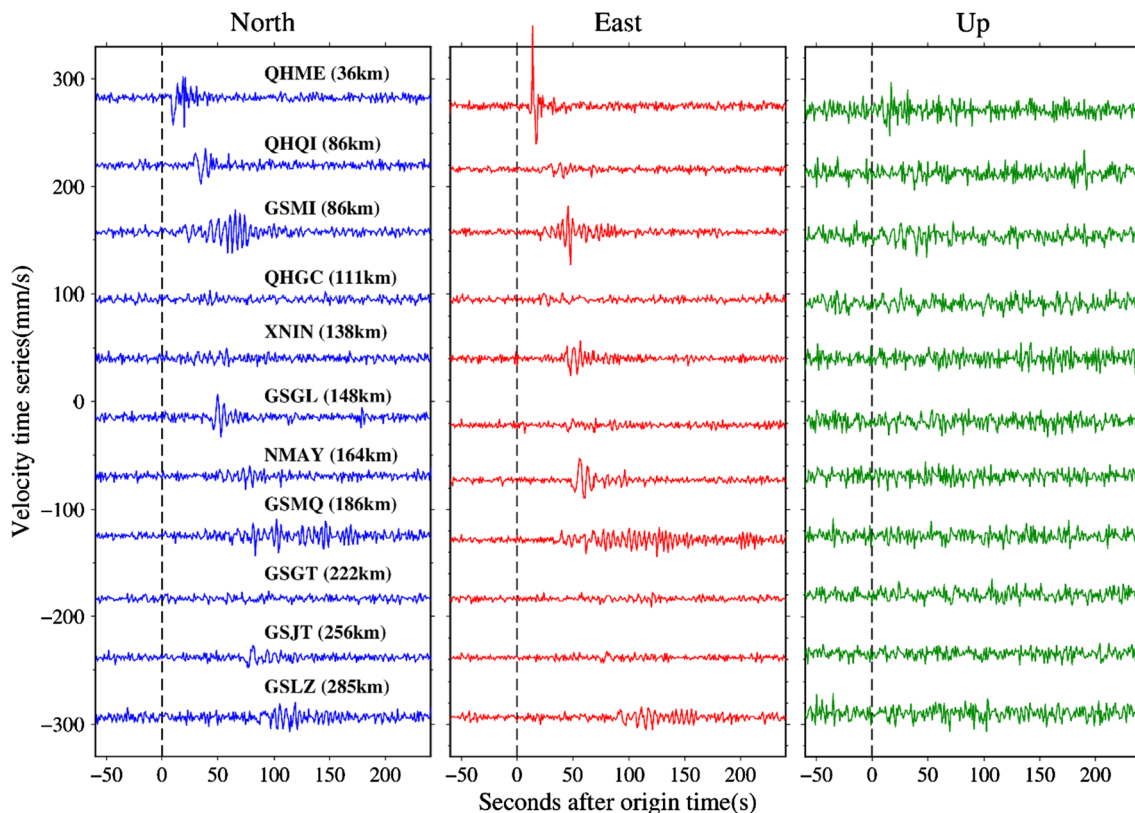 North East Up
300
200
100
0
−100
−200
−300
Velocity time series(mm/s)
QHME (36km)
QHQI (86km)
GSMI (86km)
QHGC (111km)
XNIN (138km)
GSGL (148km)
NMAY (164km)
GSMQ (186km)
GSGT (222km)
GSJT (256km)
GSLZ (285km)
−50 0 50 100 150 200 −50 0 50 100 150 200 −50 0 50 100 150 200
Seconds after origin time(s)